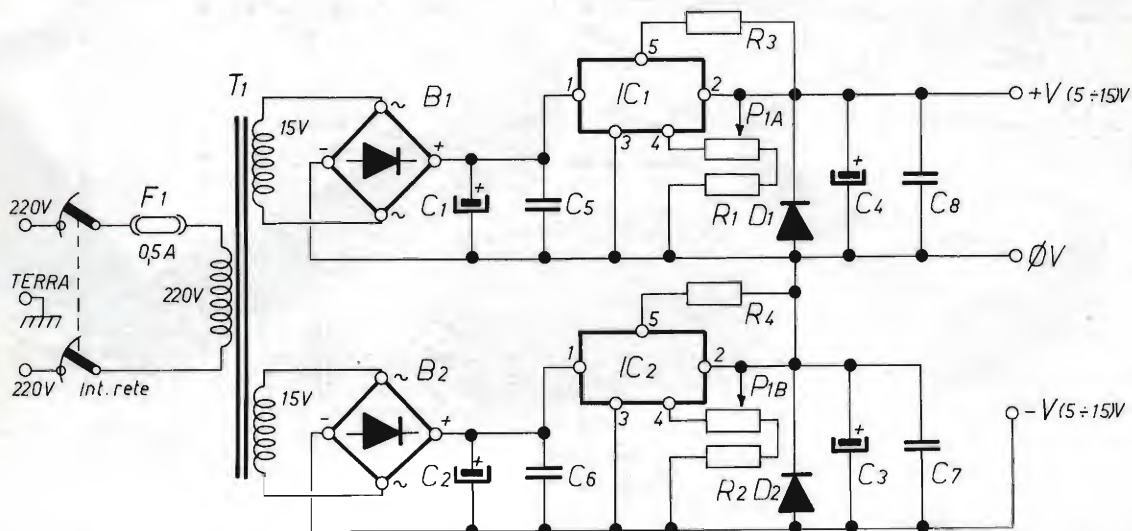 T1
15V
~
B1
-
+
~
C1
+
C5
1
5
IC1
2
3
4
R3
P1A
R1
D1
+
C4
C8
+V (5÷15)V
ØV
220V
F1
0,5A
TERRA
220V
220V
Int. rete
15V
~
B2
-
+
~
C2
+
C6
1
5
IC2
2
3
4
R4
P1B
R2
D2
+
C3
C7
-V (5÷15)V